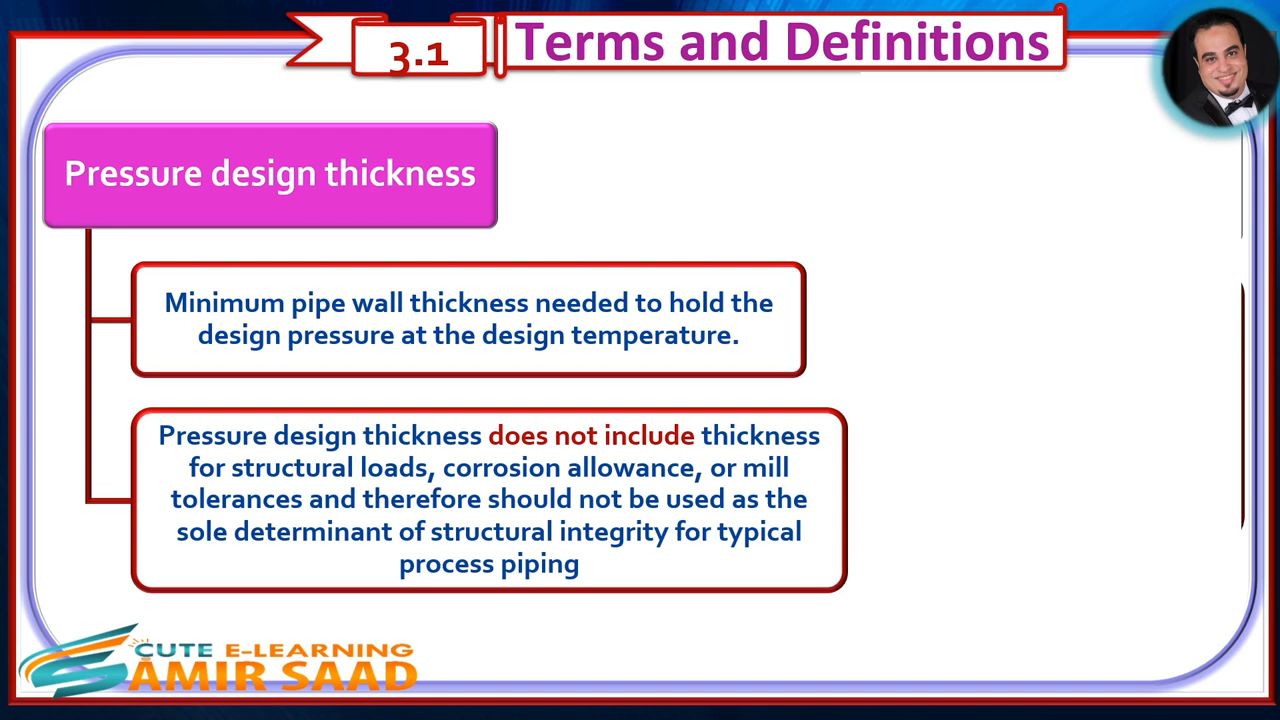 3.1
Terms and Definitions
Pressure design thickness
Minimum pipe wall thickness needed to hold the
design pressure at the design temperature.
Pressure design thickness does not include thickness
for structural loads, corrosion allowance, or mill
tolerances and therefore should not be used as the
sole determinant of structural integrity for typical
process piping
CUTE E-LEARNING
AMIR SAAD